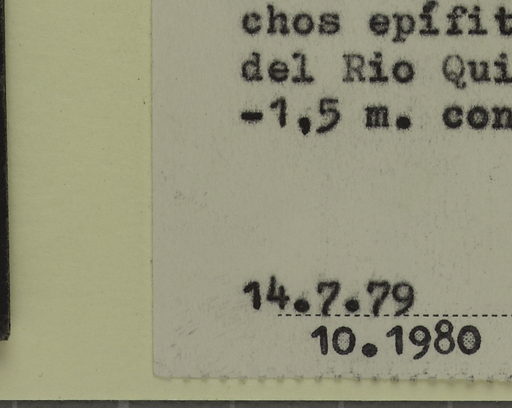 chos epífit
del Rio Qui
-1,5 m. con
14.7.79
10.1980